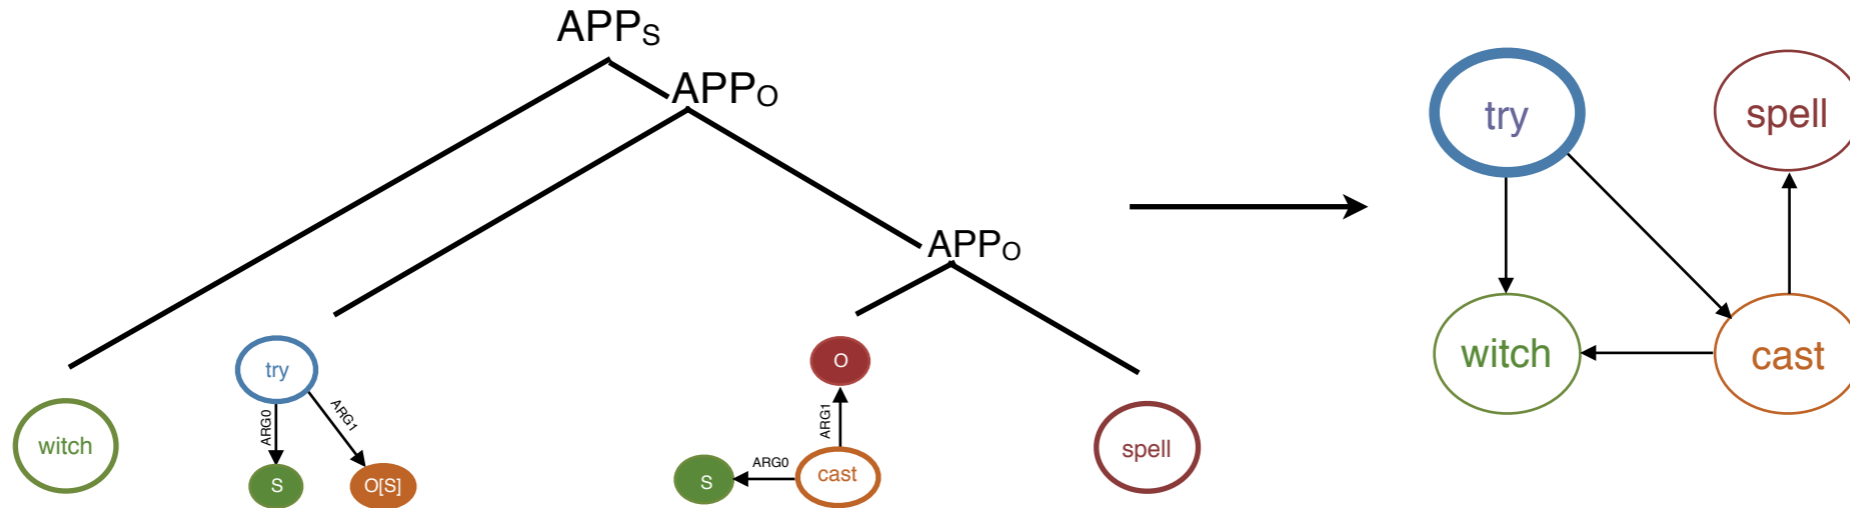 APPS
APPO
APPO
try
spell
witch
cast
witch
try
ARG0
ARG1
S
O[S]
O
ARG1
ARG0
S
cast
spell